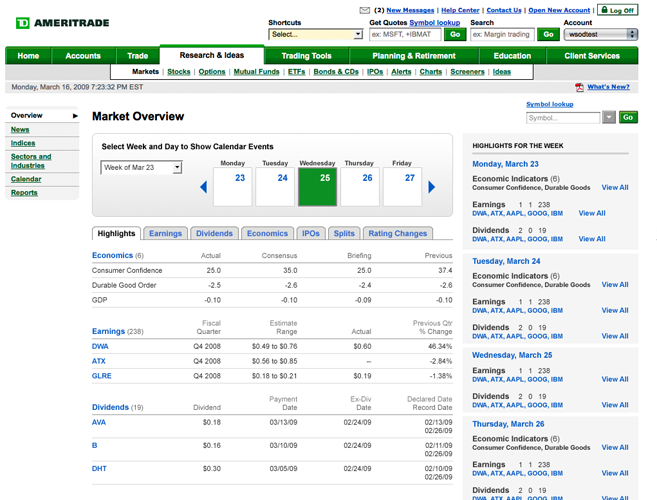 TD AMERITRADE
(2) New Messages | Help Center | Contact Us | Open New Account | Log Off
Shortcuts Get Quotes Symbol lookup Search Account
Select... ex: MSFT, +IBMAT Go ex: Margin trading Go wsodtest
Home Accounts Trade Research & Ideas Trading Tools Planning & Retirement Education Client Services
Markets | Stocks | Options | Mutual Funds | ETFs | Bonds & CDs | IPOs | Alerts | Charts | Screeners | Ideas
Monday, March 16, 2009 7:23:32 PM EST What's New?
Overview
News
Indices
Sectors and
Industries
Calendar
Reports
Market Overview
Symbol lookup
Symbol... Go
Select Week and Day to Show Calendar Events
Week of Mar 23
Monday Tuesday Wednesday Thursday Friday
23 24 25 26 27
Highlights Earnings Dividends Economics IPOs Splits Rating Changes
Economics (6) Actual Consensus Briefing Previous
Consumer Confidence 25.0 35.0 25.0 37.4
Durable Good Order -2.5 -2.6 -2.4 -2.6
GDP -0.10 -0.10 -0.09 -0.10
Earnings (238) Fiscal Quarter Estimate Range Actual Previous Qtr % Change
DWA Q4 2008 $0.49 to $0.76 $0.60 46.34%
ATX Q4 2008 $0.56 to $0.85 -- -2.84%
GLRE Q4 2008 $0.18 to $0.21 $0.19 -1.38%
Dividends (19) Dividend Payment Date Ex-Div Date Declared Date Record Date
AVA $0.18 03/13/09 02/24/09 02/13/09
02/26/09
B $0.16 03/10/09 02/24/09 02/11/09
02/26/09
DHT $0.30 03/05/09 02/24/09 02/10/09
02/26/09
HIGHLIGHTS FOR THE WEEK
Monday, March 23
Economic Indicators (6)
Consumer Confidence, Durable Goods View All
Earnings 1 1 238
DWA, ATX, AAPL, GOOG, IBM View All
Dividends 2 0 19
DWA, ATX, AAPL, GOOG, IBM View All
Tuesday, March 24
Economic Indicators (6)
Consumer Confidence, Durable Goods View All
Earnings 1 1 238
DWA, ATX, AAPL, GOOG, IBM View All
Dividends 2 0 19
DWA, ATX, AAPL, GOOG, IBM View All
Wednesday, March 25
Earnings 1 1 238
DWA, ATX, AAPL, GOOG, IBM View All
Dividends 2 0 19
DWA, ATX, AAPL, GOOG, IBM View All
Thursday, March 26
Economic Indicators (6)
Consumer Confidence, Durable Goods View All
Earnings 1 1 238
DWA, ATX, AAPL, GOOG, IBM View All
Dividends 2 0 19
DWA, ATX, AAPL, GOOG, IBM View All